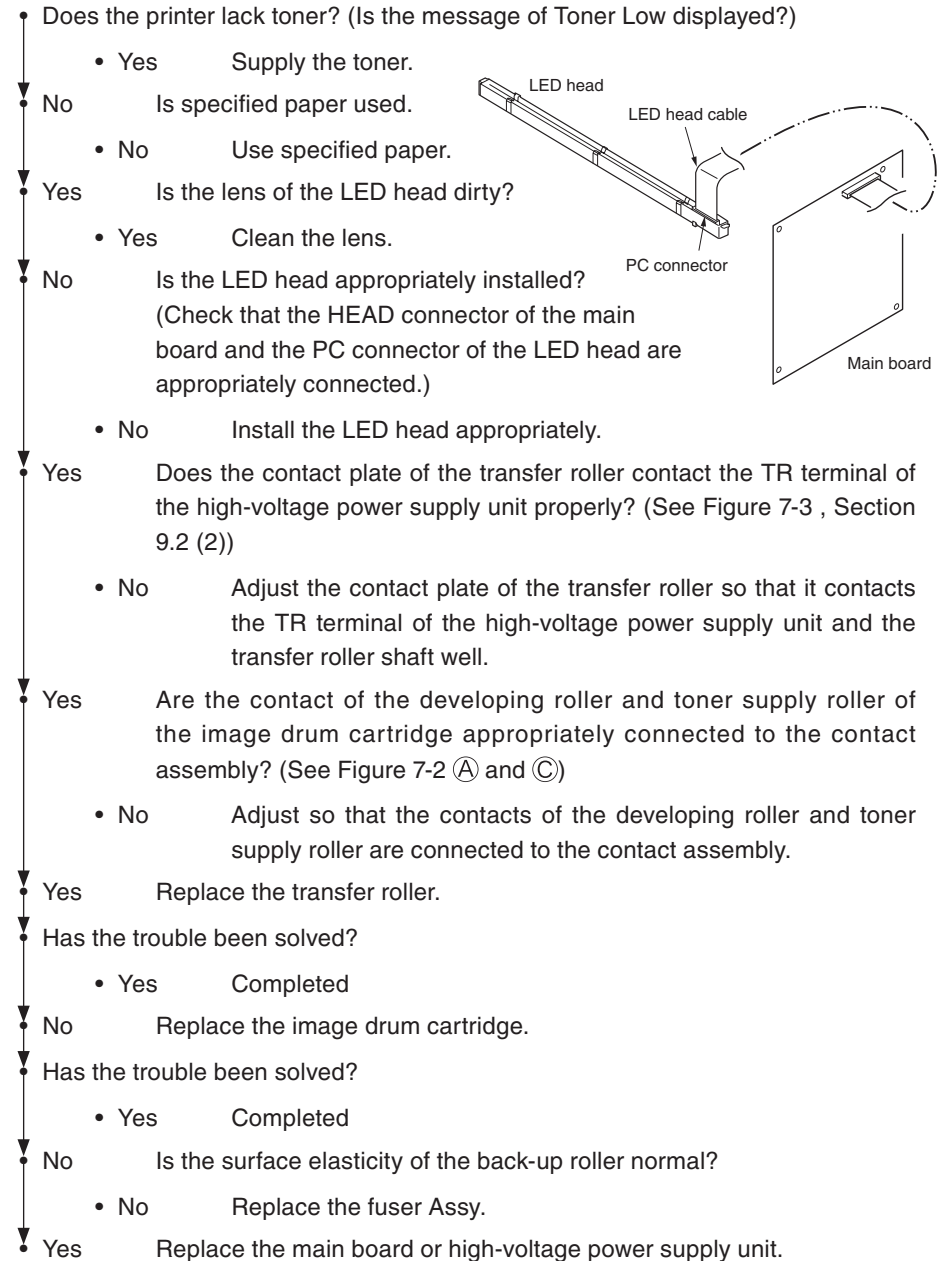 • Does the printer lack toner? (Is the message of Toner Low displayed?)
• Yes Supply the toner.
• No Is specified paper used.
• No Use specified paper.
• Yes Is the lens of the LED head dirty?
• Yes Clean the lens.
• No Is the LED head appropriately installed?
(Check that the HEAD connector of the main
board and the PC connector of the LED head are
appropriately connected.)
• No Install the LED head appropriately.
LED head
LED head cable
PC connector
Main board
• Yes Does the contact plate of the transfer roller contact the TR terminal of
the high-voltage power supply unit properly? (See Figure 7-3 , Section
9.2 (2))
• No Adjust the contact plate of the transfer roller so that it contacts
the TR terminal of the high-voltage power supply unit and the
transfer roller shaft well.
• Yes Are the contact of the developing roller and toner supply roller of
the image drum cartridge appropriately connected to the contact
assembly? (See Figure 7-2 Ⓐ and Ⓒ)
• No Adjust so that the contacts of the developing roller and toner
supply roller are connected to the contact assembly.
• Yes Replace the transfer roller.
• Has the trouble been solved?
• Yes Completed
• No Replace the image drum cartridge.
• Has the trouble been solved?
• Yes Completed
• No Is the surface elasticity of the back-up roller normal?
• No Replace the fuser Assy.
• Yes Replace the main board or high-voltage power supply unit.